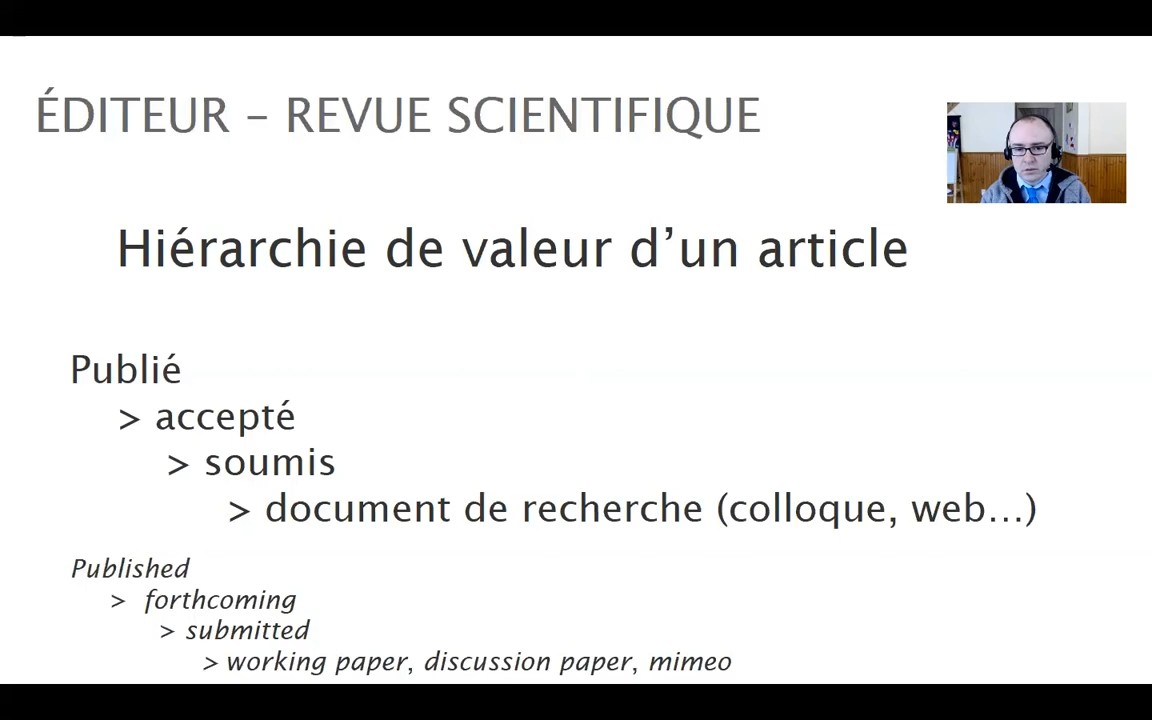 ÉDITEUR – REVUE SCIENTIFIQUE
Hiérarchie de valeur d’un article
Publié
> accepté
> soumis
> document de recherche (colloque, web…)
Published
> forthcoming
> submitted
> working paper, discussion paper, mimeo